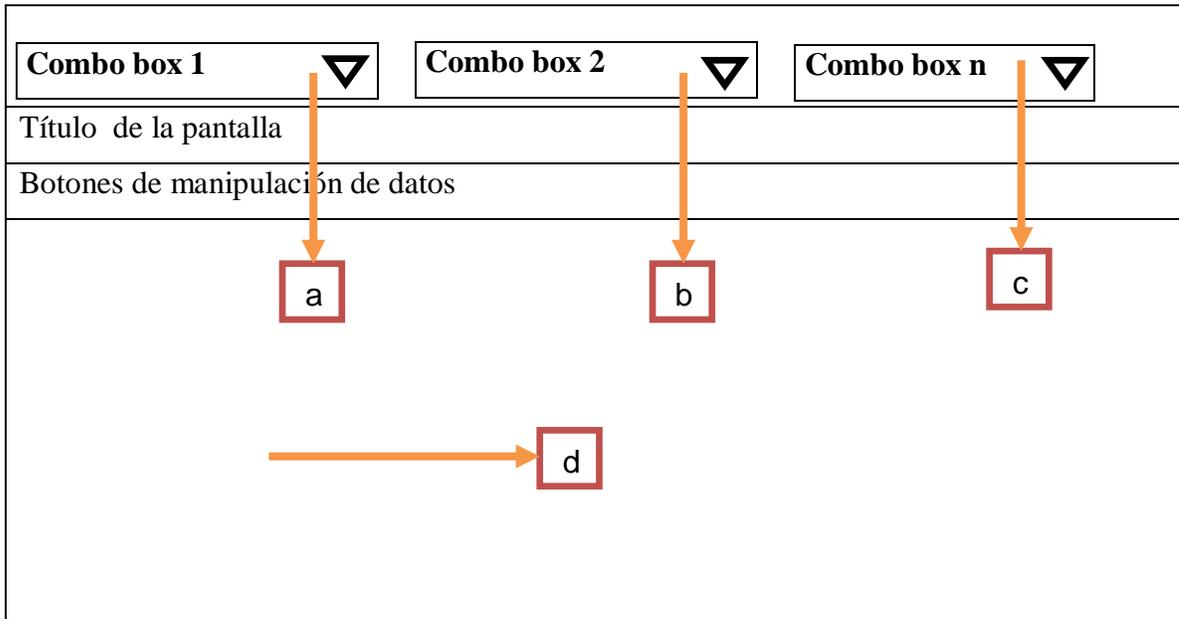 Combo box 1 Combo box 2 Combo box n
Título de la pantalla
Botones de manipulación de datos
a b c
d